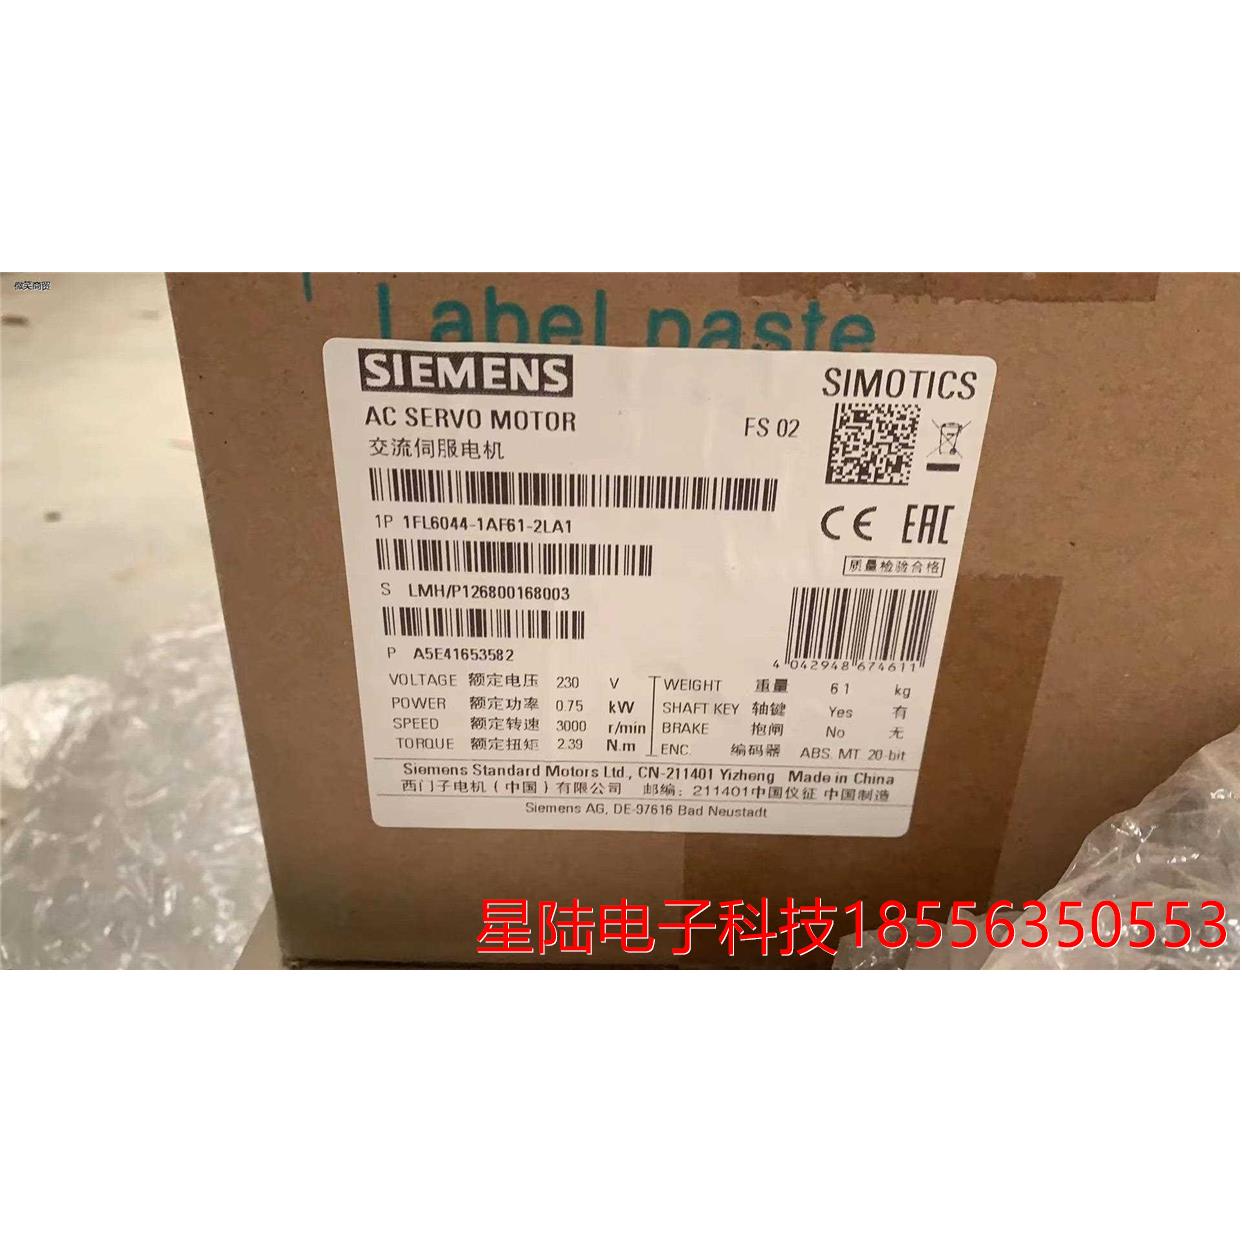 微笑商贸
Label paste
SIEMENS
SIMOTICS
AC SERVO MOTOR
FS 02
交流伺服电机
1P 1FL6044-1AF61-2LA1
CE EAC
质量检验合格
S LMH/P126800168003
P A5E41653582
4 042948 674611
VOLTAGE 额定电压 230 V
POWER 额定功率 0.75 kW
SPEED 额定转速 3000 r/min
TORQUE 额定扭矩 2.39 N.m
WEIGHT 重量 6 1 kg
SHAFT KEY 轴键 Yes 有
BRAKE 抱闸 No 无
ENC. 编码器 ABS. MT. 20-bit
Siemens Standard Motors Ltd., CN-211401 Yizheng Made in China
西门子电机（中国）有限公司 邮编：211401中国仪征 中国制造
Siemens AG, DE-97616 Bad Neustadt
星陆电子科技18556350553